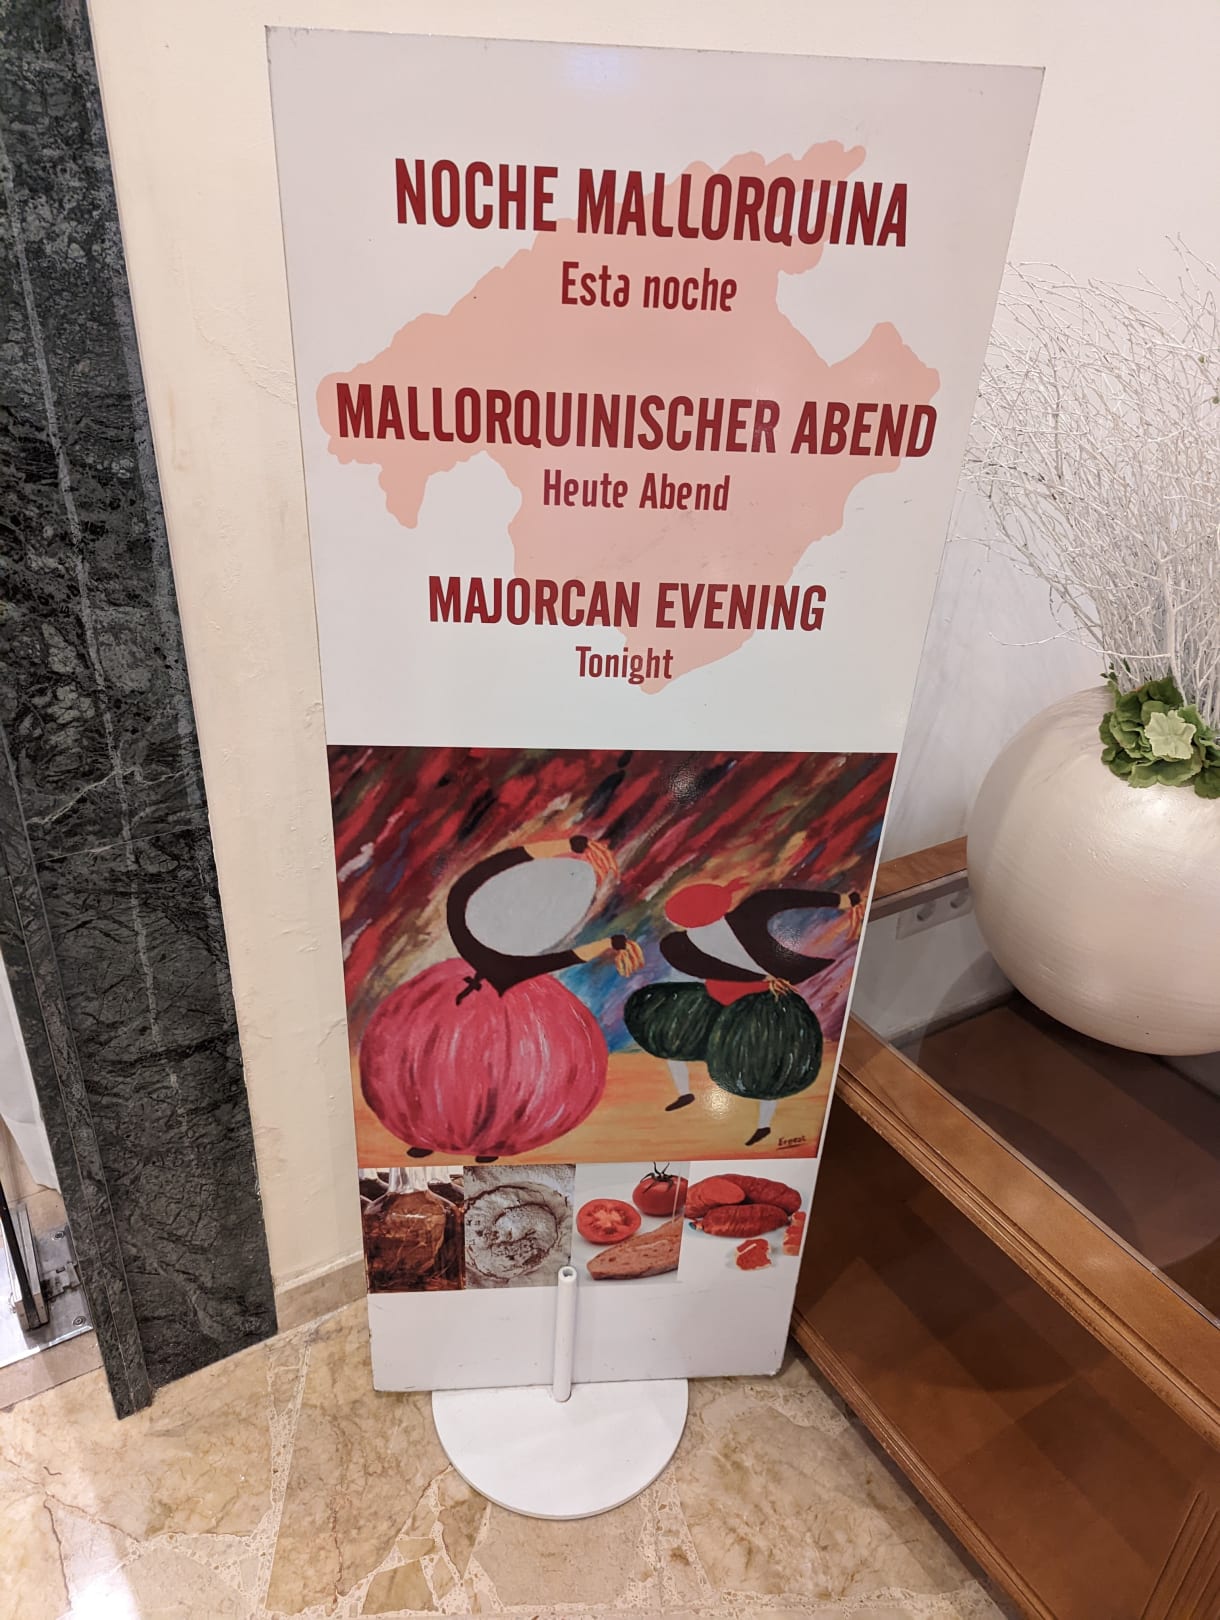 NOCHE MALLORQUINA
Esta noche
MALLORQUINISCHER ABEND
Heute Abend
MAJORCAN EVENING
Tonight